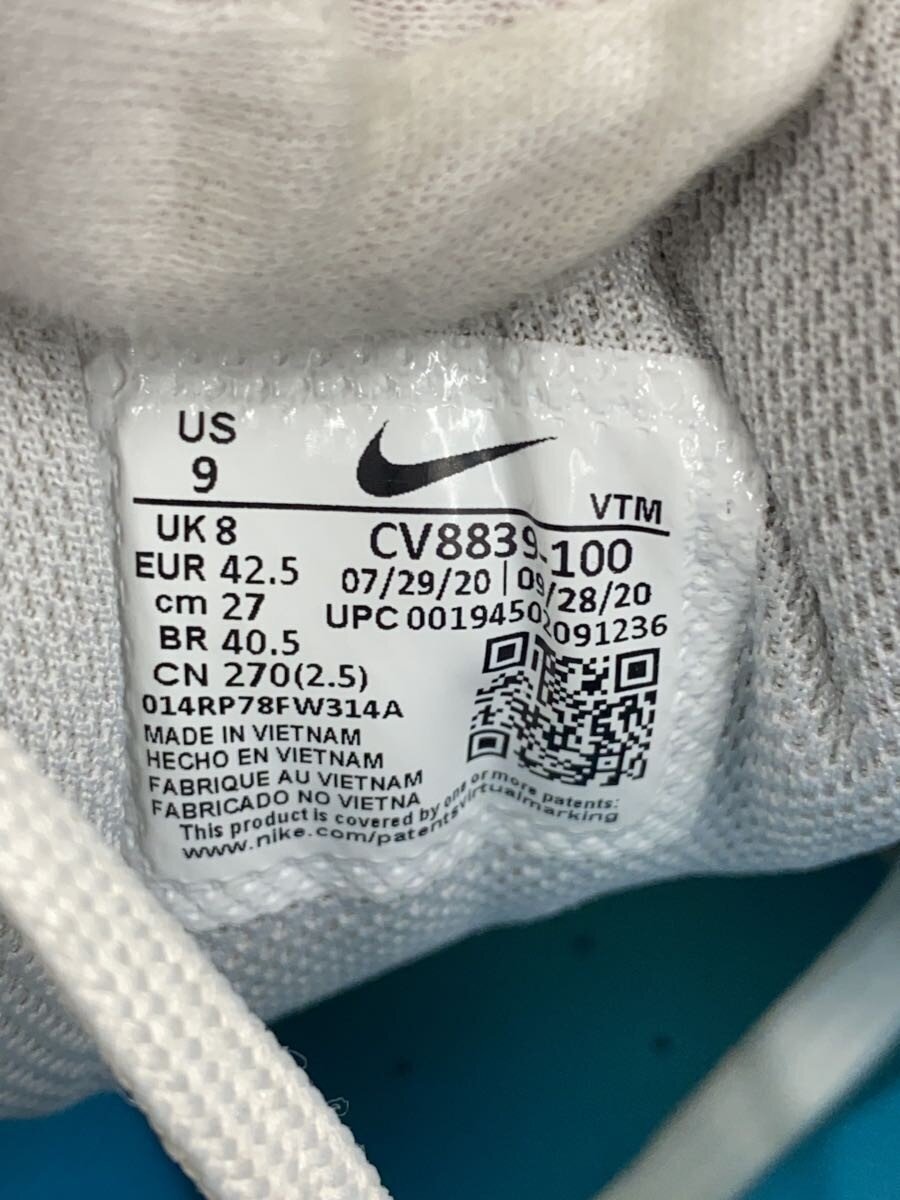 US
9
VTM
UK 8
CV8839-100
EUR 42.5
07/29/20 | 09/28/20
cm 27
UPC 00194502091236
BR 40.5
CN 270(2.5)
014RP78FW314A
MADE IN VIETNAM
HECHO EN VIETNAM
FABRIQUE AU VIETNAM
FABRICADO NO VIETNA
This product is covered by one or more patents:
www.nike.com/patentsvirtualmarking